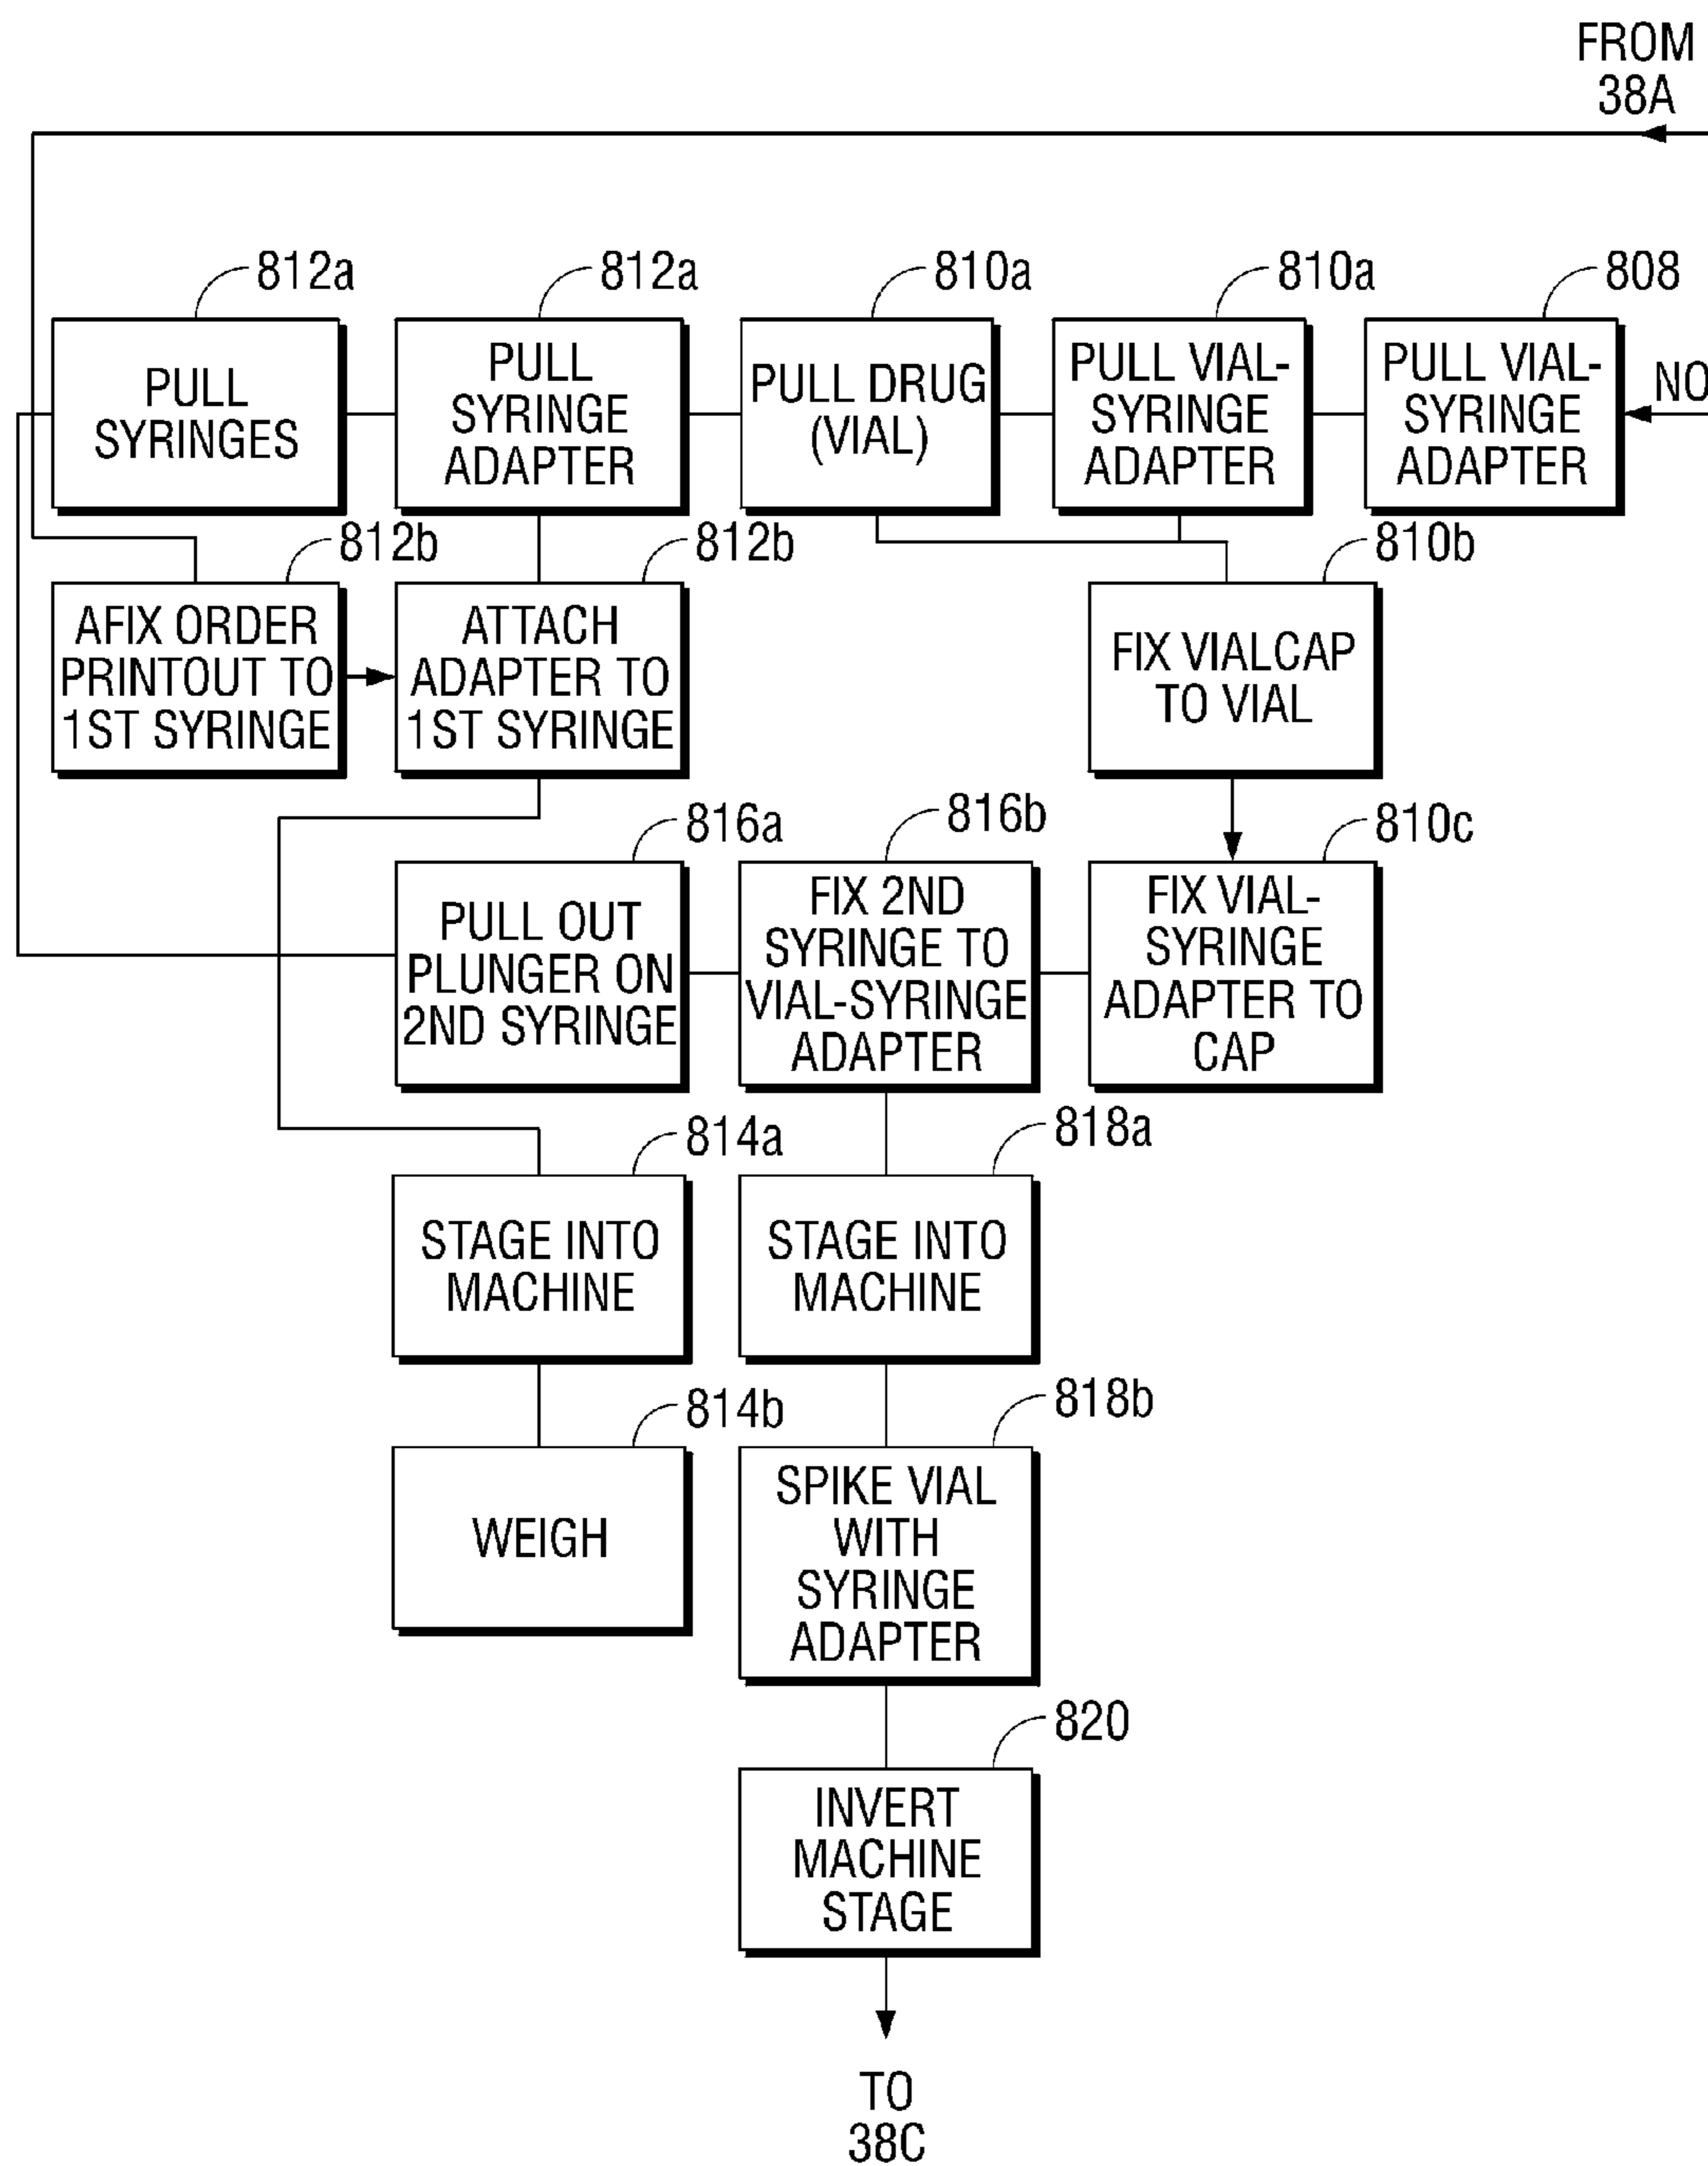 FROM
38A
812a
812a
810a
810a
808
PULL
SYRINGES
PULL
SYRINGE
ADAPTER
PULL DRUG
(VIAL)
PULL VIAL-
SYRINGE
ADAPTER
PULL VIAL-
SYRINGE
ADAPTER
NO
812b
812b
810b
AFIX ORDER
PRINTOUT TO
1ST SYRINGE
ATTACH
ADAPTER TO
1ST SYRINGE
FIX VIALCAP
TO VIAL
816a
816b
810c
PULL OUT
PLUNGER ON
2ND SYRINGE
FIX 2ND
SYRINGE TO
VIAL-SYRINGE
ADAPTER
FIX VIAL-
SYRINGE
ADAPTER TO
CAP
814a
818a
STAGE INTO
MACHINE
STAGE INTO
MACHINE
814b
818b
WEIGH
SPIKE VIAL
WITH
SYRINGE
ADAPTER
820
INVERT
MACHINE
STAGE
TO
38C